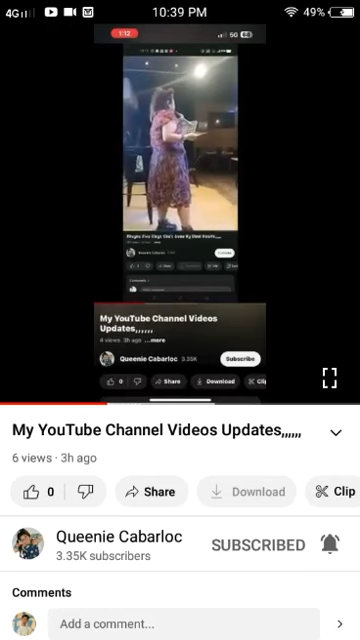 4G
10:39 PM
49%
1:12
5G
My YouTube Channel Videos
Updates,,,,,,
4 views 3h ago ...more
Queenie Cabarloc 3.35K
Subscribe
0
Share
Download
Clip
My YouTube Channel Videos Updates,,,,,,
6 views · 3h ago
0
Share
Download
Clip
Queenie Cabarloc
3.35K subscribers
SUBSCRIBED
Comments
Add a comment...